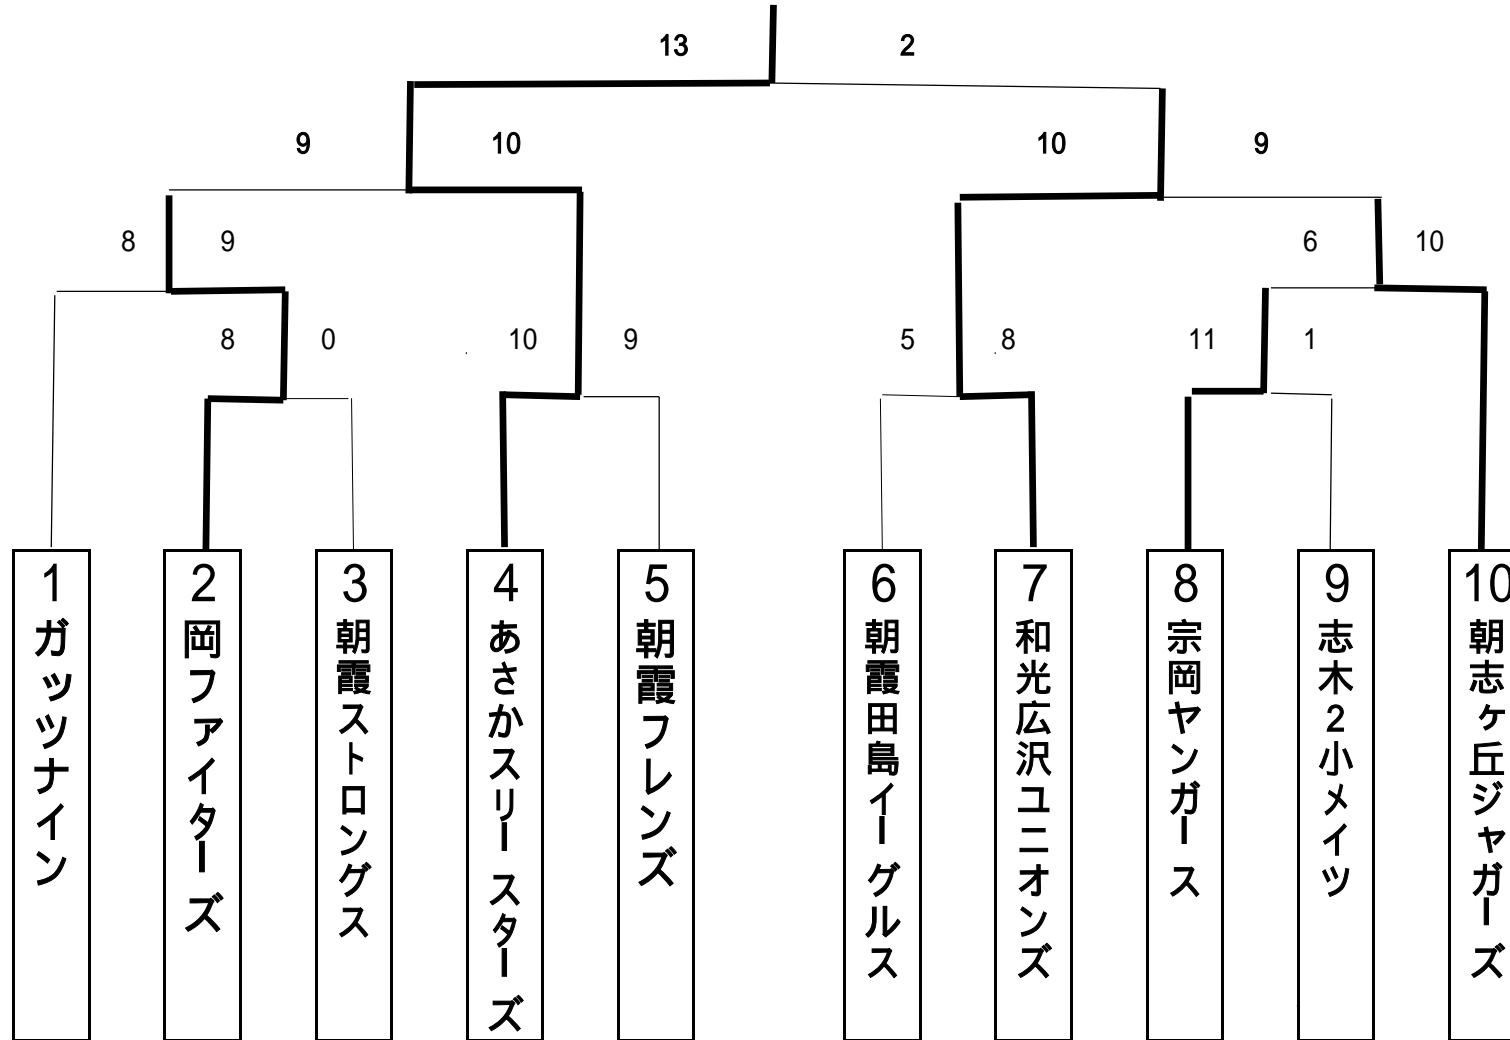 13 2
9 10 10 9
8 9 6 10
8 0 10 9 5 8 11 1
1 ガッツナイン
2 岡ファイターズ
3 朝霞ストロングス
4 あさかスリースターズ
5 朝霞フレンズ
6 朝霞田島イーグルス
7 和光広沢ユニオンズ
8 宗岡ヤンガース
9 志木2小メイツ
10 朝志ヶ丘ジャガーズ